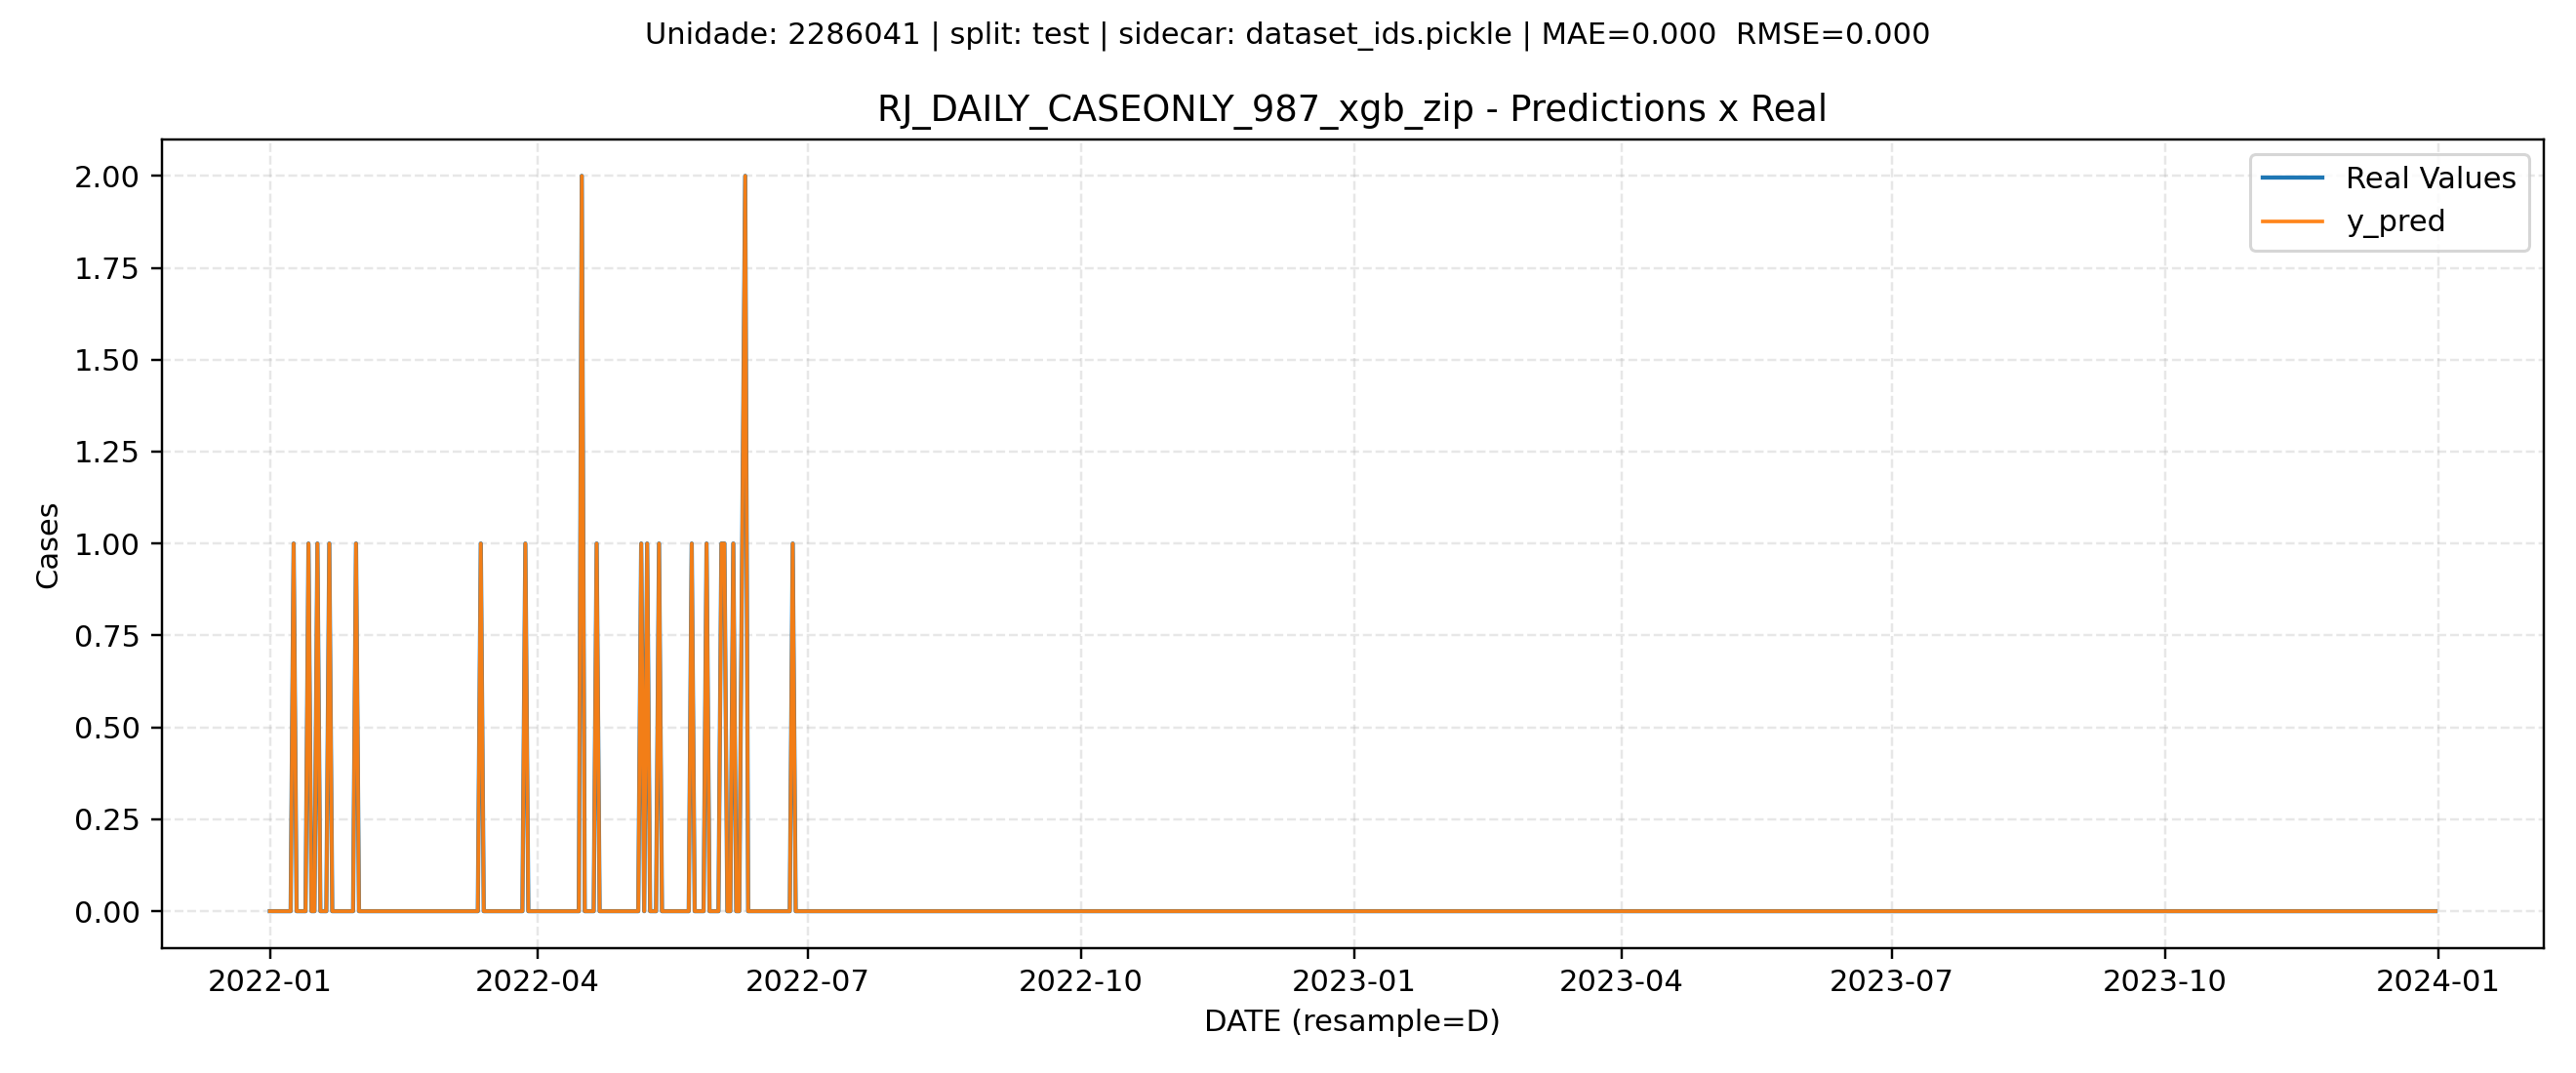 Unidade: 2286041 | split: test | sidecar: dataset_ids.pickle | MAE=0.000  RMSE=0.000
RJ_DAILY_CASEONLY_987_xgb_zip - Predictions x Real
Real Values
y_pred
2.00
1.75
1.50
1.25
1.00
0.75
0.50
0.25
0.00
Cases
2022-01 2022-04 2022-07 2022-10 2023-01 2023-04 2023-07 2023-10 2024-01
DATE (resample=D)